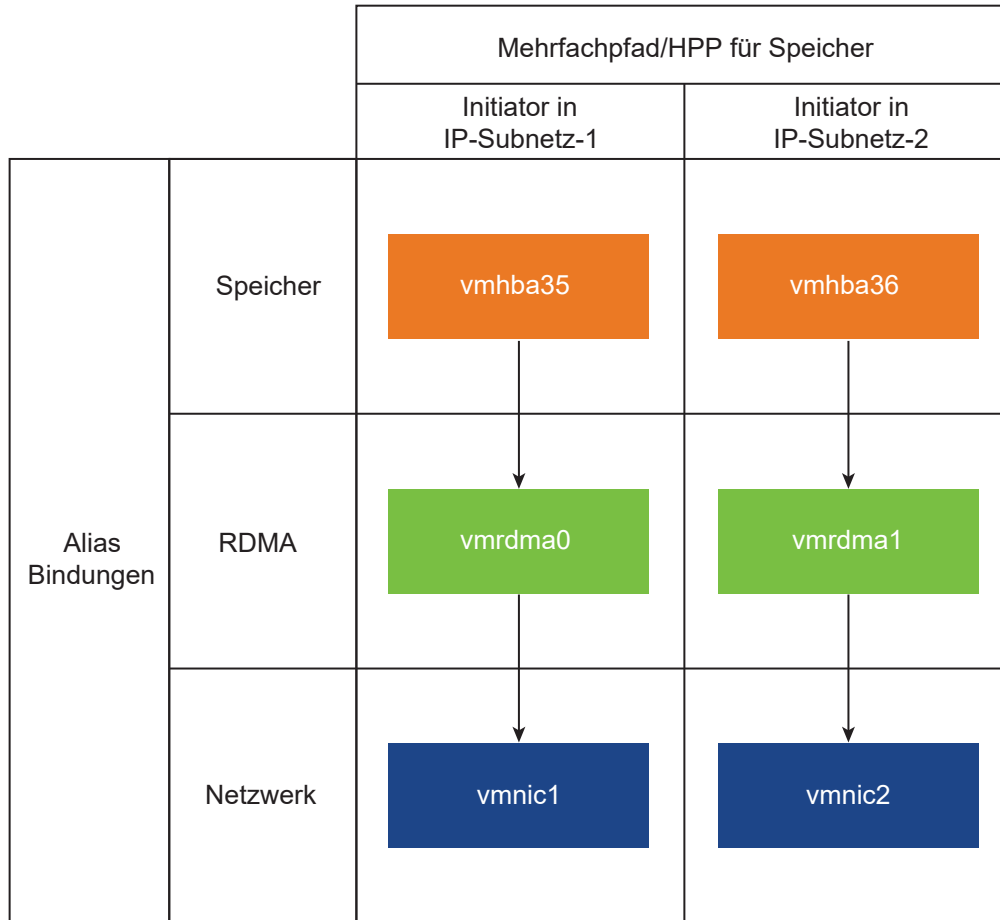 Mehrfachpfad/HPP für Speicher
Initiator in
IP-Subnetz-1
Initiator in
IP-Subnetz-2
Speicher
vmhba35
vmhba36
Alias
Bindungen
RDMA
vmrdma0
vmrdma1
Netzwerk
vmnic1
vmnic2